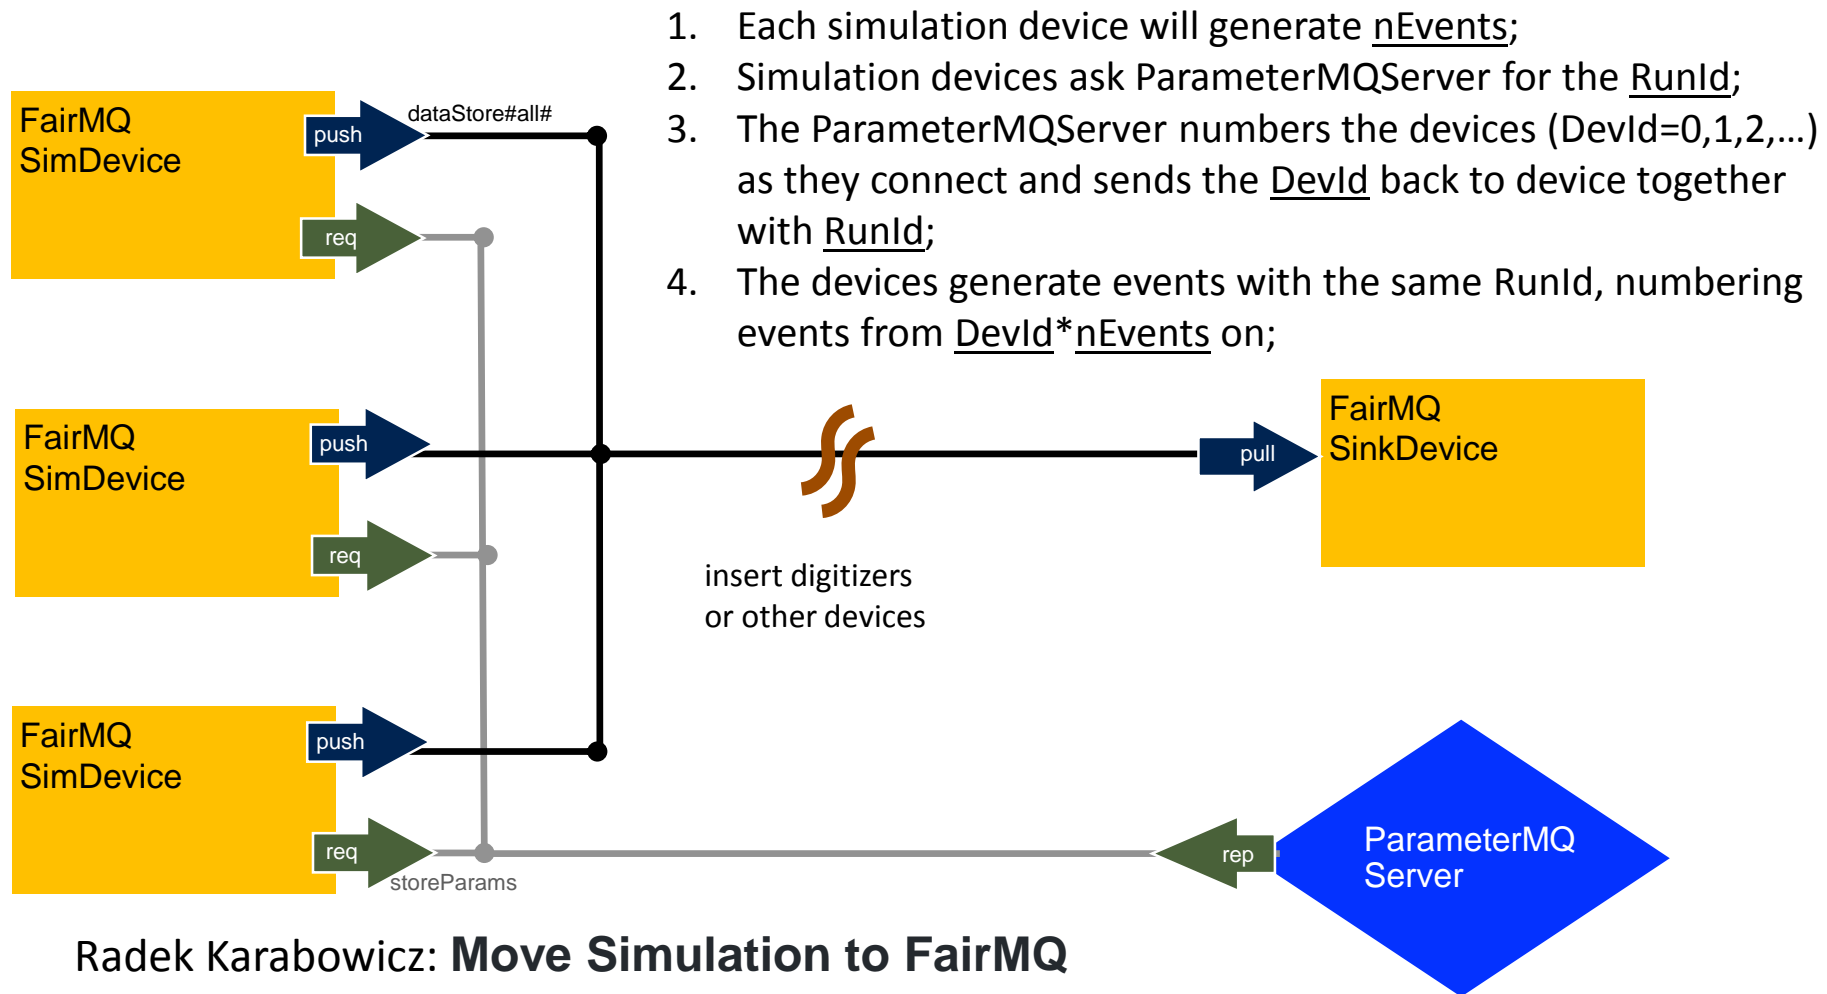 1. Each simulation device will generate nEvents;
2. Simulation devices ask ParameterMQServer for the RunId;
3. The ParameterMQServer numbers the devices (DevId=0,1,2,…)
as they connect and sends the DevId back to device together
with RunId;
4. The devices generate events with the same RunId, numbering
events from DevId*nEvents on;
FairMQ
SimDevice
push
dataStore#all#
req
FairMQ
SimDevice
push
req
insert digitizers
or other devices
pull
FairMQ
SinkDevice
FairMQ
SimDevice
push
req
storeParams
rep
ParameterMQ
Server
Radek Karabowicz: Move Simulation to FairMQ